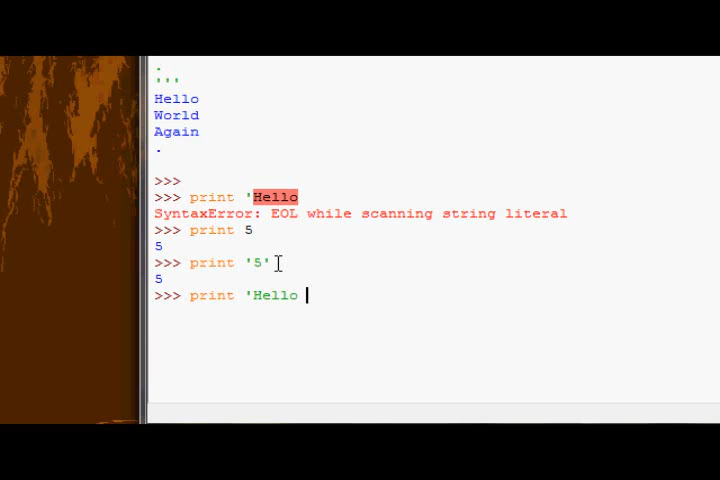 .
'''
Hello
World
Again
.
>>>
>>> print 'Hello
SyntaxError: EOL while scanning string literal
>>> print 5
5
>>> print '5'
5
>>> print 'Hello